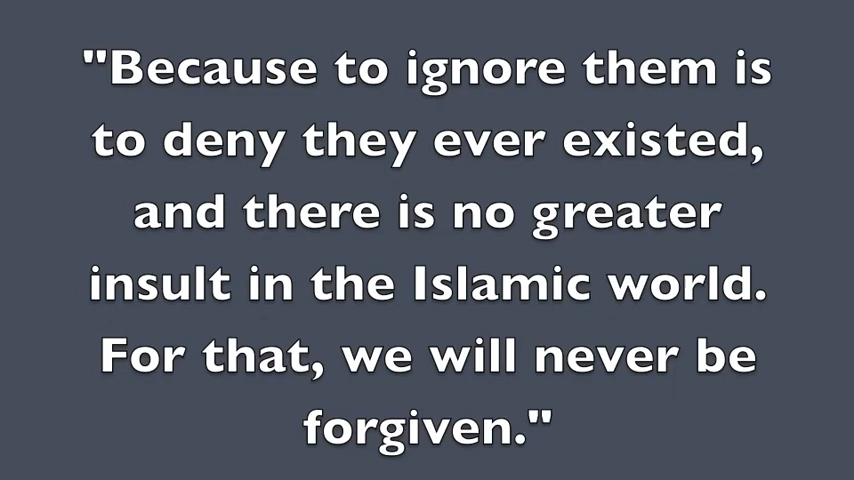 "Because to ignore them is
to deny they ever existed,
and there is no greater
insult in the Islamic world.
For that, we will never be
forgiven."